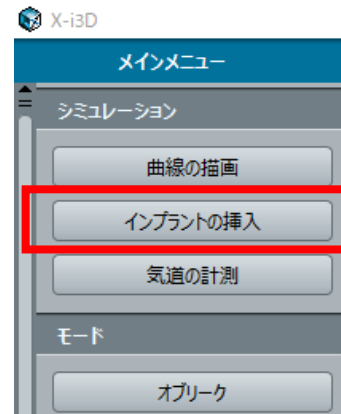 X-i3D
メインメニュー
シミュレーション
曲線の描画
インプラントの挿入
気道の計測
モード
オブリーク